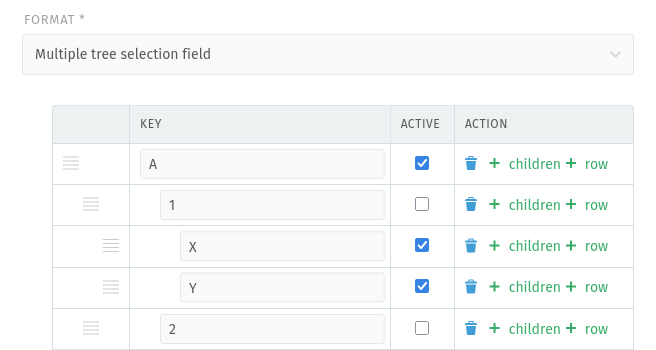 FORMAT *
Multiple tree selection field
KEY ACTIVE ACTION
A + children + row
1 + children + row
X + children + row
Y + children + row
2 + children + row